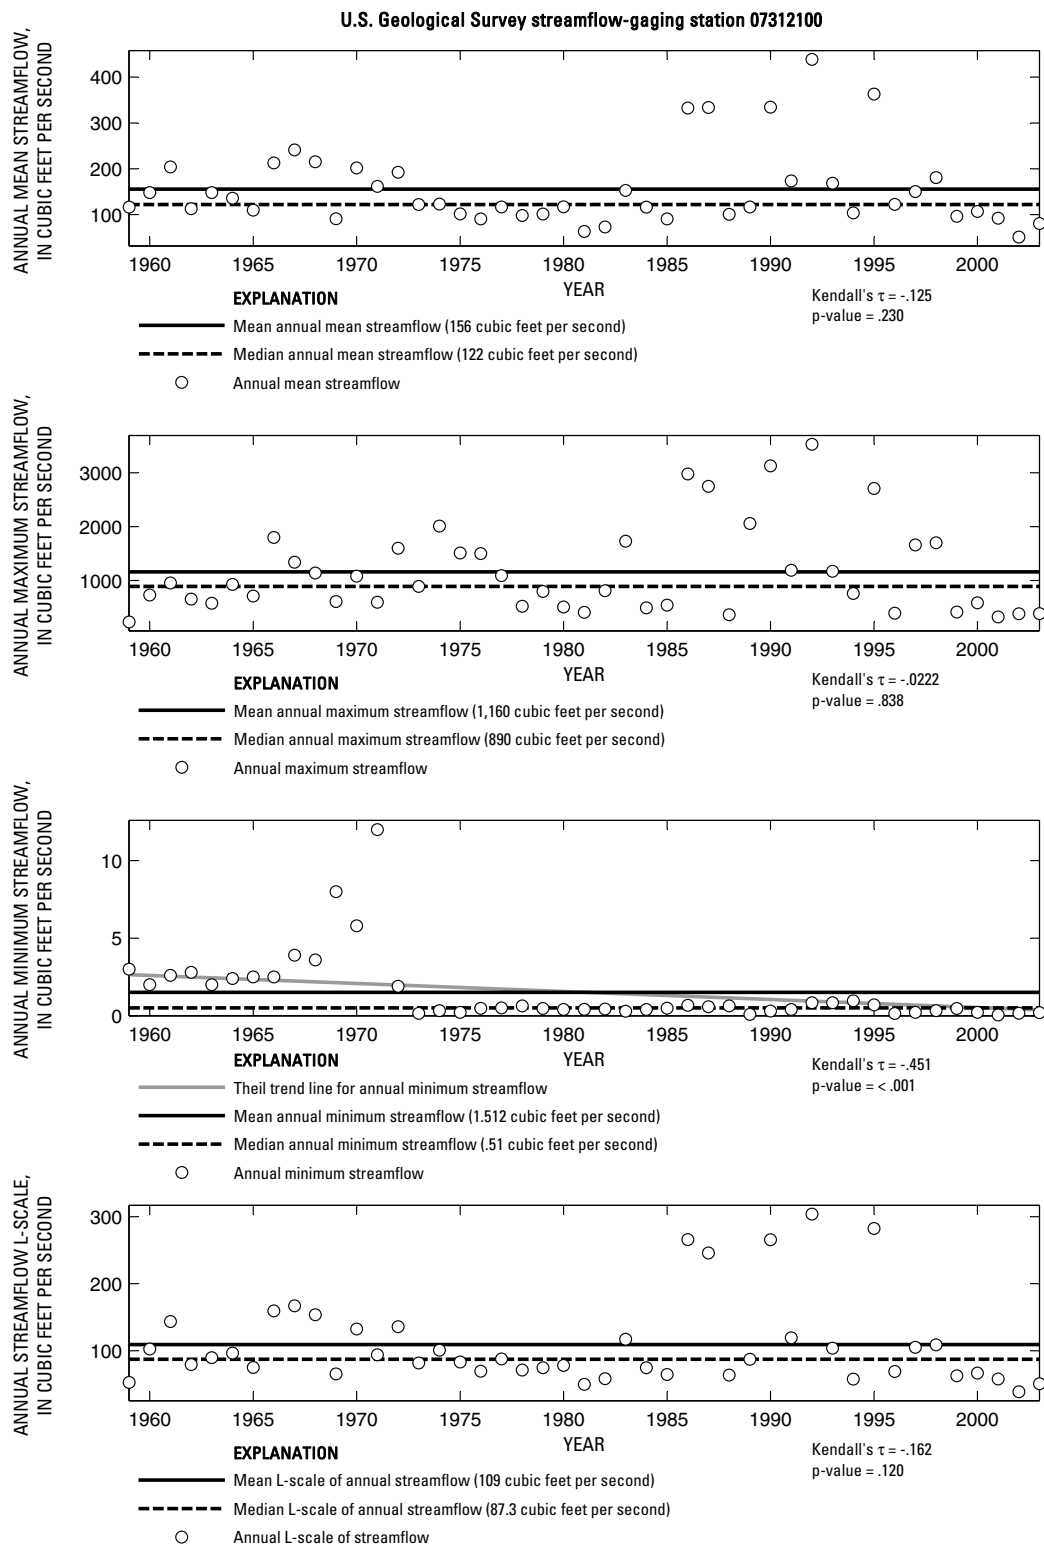 U.S. Geological Survey streamflow-gaging station 07312100
ANNUAL MEAN STREAMFLOW,
IN CUBIC FEET PER SECOND
400
300
200
100
1960 1965 1970 1975 1980 1985 1990 1995 2000
YEAR
EXPLANATION
Mean annual mean streamflow (156 cubic feet per second)
Median annual mean streamflow (122 cubic feet per second)
Annual mean streamflow
Kendall's τ = -.125
p-value = .230
ANNUAL MAXIMUM STREAMFLOW,
IN CUBIC FEET PER SECOND
3000
2000
1000
1960 1965 1970 1975 1980 1985 1990 1995 2000
YEAR
EXPLANATION
Mean annual maximum streamflow (1,160 cubic feet per second)
Median annual maximum streamflow (890 cubic feet per second)
Annual maximum streamflow
Kendall's τ = -.0222
p-value = .838
ANNUAL MINIMUM STREAMFLOW,
IN CUBIC FEET PER SECOND
10
5
0
1960 1965 1970 1975 1980 1985 1990 1995 2000
YEAR
EXPLANATION
Theil trend line for annual minimum streamflow
Mean annual minimum streamflow (1.512 cubic feet per second)
Median annual minimum streamflow (.51 cubic feet per second)
Annual minimum streamflow
Kendall's τ = -.451
p-value = < .001
ANNUAL STREAMFLOW L-SCALE,
IN CUBIC FEET PER SECOND
300
200
100
1960 1965 1970 1975 1980 1985 1990 1995 2000
YEAR
EXPLANATION
Mean L-scale of annual streamflow (109 cubic feet per second)
Median L-scale of annual streamflow (87.3 cubic feet per second)
Annual L-scale of streamflow
Kendall's τ = -.162
p-value = .120